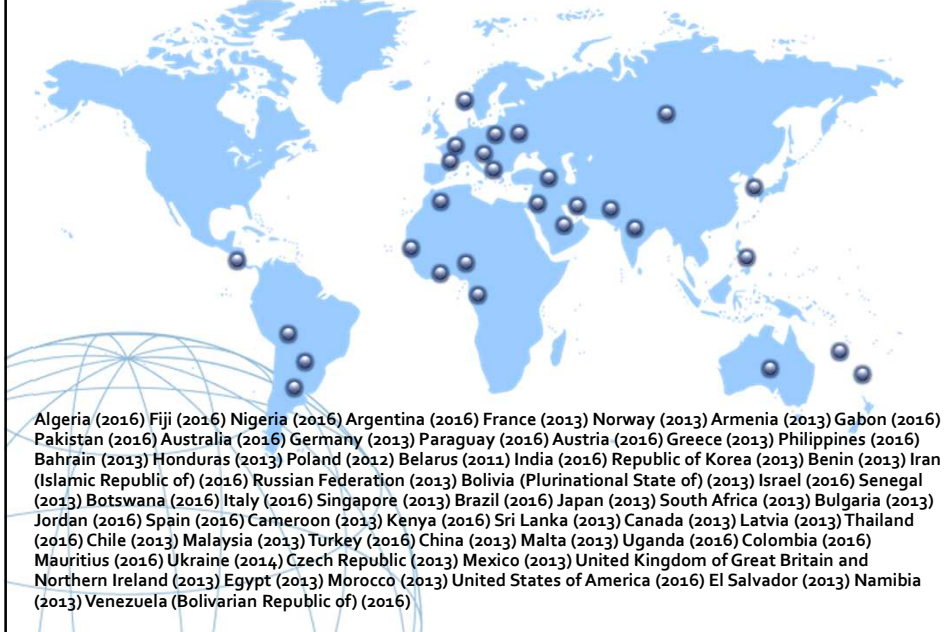 Algeria (2016) Fiji (2016) Nigeria (2016) Argentina (2016) France (2013) Norway (2013) Armenia (2013) Gabon (2016)
Pakistan (2016) Australia (2016) Germany (2013) Paraguay (2016) Austria (2016) Greece (2013) Philippines (2016)
Bahrain (2013) Honduras (2013) Poland (2012) Belarus (2011) India (2016) Republic of Korea (2013) Benin (2013) Iran
(Islamic Republic of) (2016) Russian Federation (2013) Bolivia (Plurinational State of) (2013) Israel (2016) Senegal
(2013) Botswana (2016) Italy (2016) Singapore (2013) Brazil (2016) Japan (2013) South Africa (2013) Bulgaria (2013)
Jordan (2016) Spain (2016) Cameroon (2013) Kenya (2016) Sri Lanka (2013) Canada (2013) Latvia (2013) Thailand
(2016) Chile (2013) Malaysia (2013) Turkey (2016) China (2013) Malta (2013) Uganda (2016) Colombia (2016)
Mauritius (2016) Ukraine (2014) Czech Republic (2013) Mexico (2013) United Kingdom of Great Britain and
Northern Ireland (2013) Egypt (2013) Morocco (2013) United States of America (2016) El Salvador (2013) Namibia
(2013) Venezuela (Bolivarian Republic of) (2016)